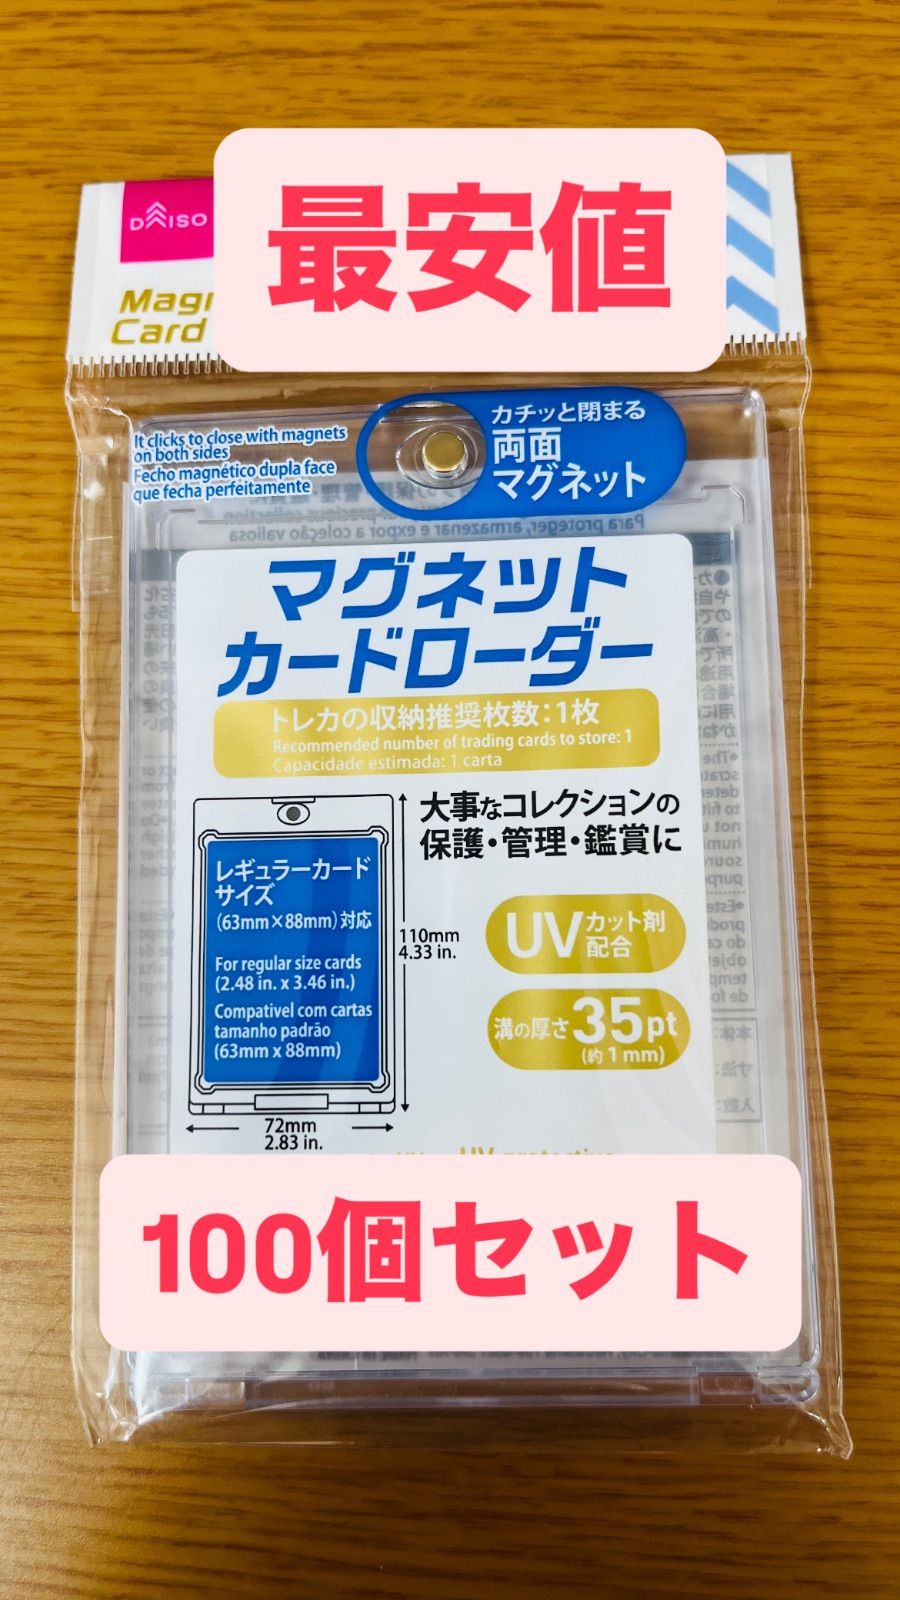 最安値
DAISO
Card
It clicks to close with magnets
on both sides
Fecho magnético dupla face
que fecha perfeitamente
カチッと閉まる
両面
マグネット
Para proteger, armazenar e expor a coleção valiosa
マグネット
カードローダー
トレカの収納推奨枚数:1枚
Recommended number of trading cards to store: 1
Capacidade estimada: 1 carta
大事なコレクションの
保護・管理・鑑賞に
レギュラーカード
サイズ
(63mm×88mm)対応
For regular size cards
(2.48 in. x 3.46 in.)
Compatível com cartas
tamanho padrão
(63mm x 88mm)
110mm
4.33 in.
72mm
2.83 in.
UVカット剤
配合
溝の厚さ35pt
(約1mm)
100個セット